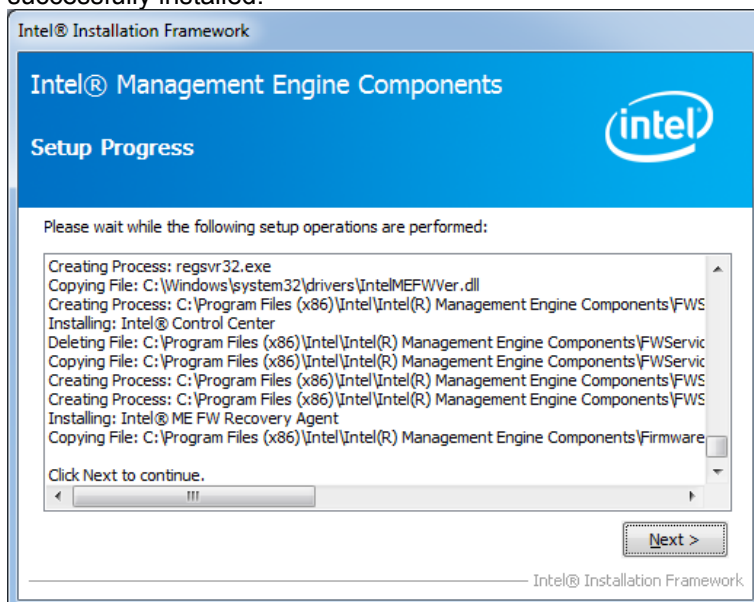 successfully installed.
Intel® Installation Framework
Intel® Management Engine Components
Setup Progress
intel
Please wait while the following setup operations are performed:
Creating Process: regsvr32.exe
Copying File: C:\Windows\system32\drivers\IntelMEFWVer.dll
Creating Process: C:\Program Files (x86)\Intel\Intel(R) Management Engine Components\FWS
Installing: Intel® Control Center
Deleting File: C:\Program Files (x86)\Intel\Intel(R) Management Engine Components\FWServic
Copying File: C:\Program Files (x86)\Intel\Intel(R) Management Engine Components\FWServic
Creating Process: C:\Program Files (x86)\Intel\Intel(R) Management Engine Components\FWS
Creating Process: C:\Program Files (x86)\Intel\Intel(R) Management Engine Components\FWS
Installing: Intel® ME FW Recovery Agent
Copying File: C:\Program Files (x86)\Intel\Intel(R) Management Engine Components\Firmware
Click Next to continue.
Next >
Intel® Installation Framework